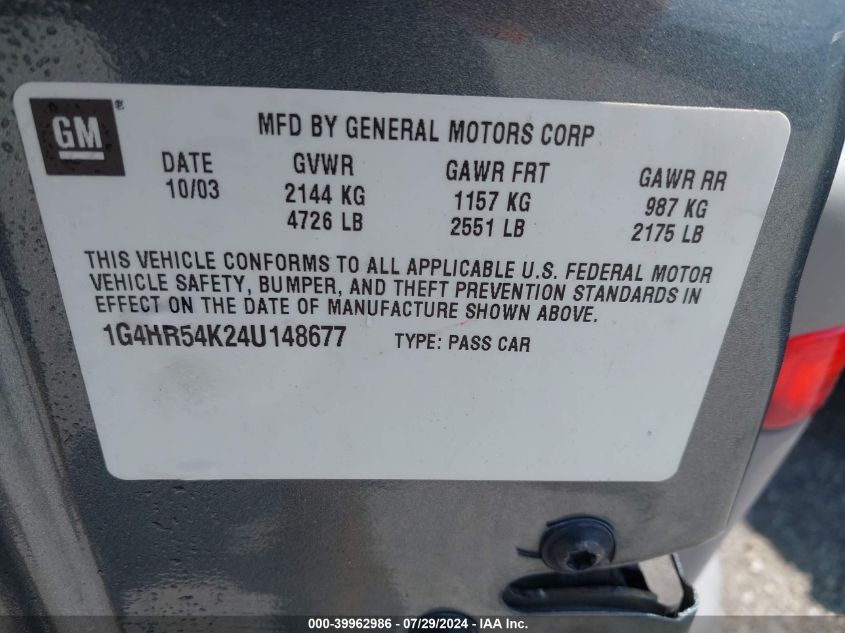 GM®
MFD BY GENERAL MOTORS CORP
DATE GVWR GAWR FRT GAWR RR
10/03 2144 KG 1157 KG 987 KG
4726 LB 2551 LB 2175 LB
THIS VEHICLE CONFORMS TO ALL APPLICABLE U.S. FEDERAL MOTOR
VEHICLE SAFETY, BUMPER, AND THEFT PREVENTION STANDARDS IN
EFFECT ON THE DATE OF MANUFACTURE SHOWN ABOVE.
1G4HR54K24U148677 TYPE: PASS CAR
000-39962986 - 07/29/2024 - IAA Inc.